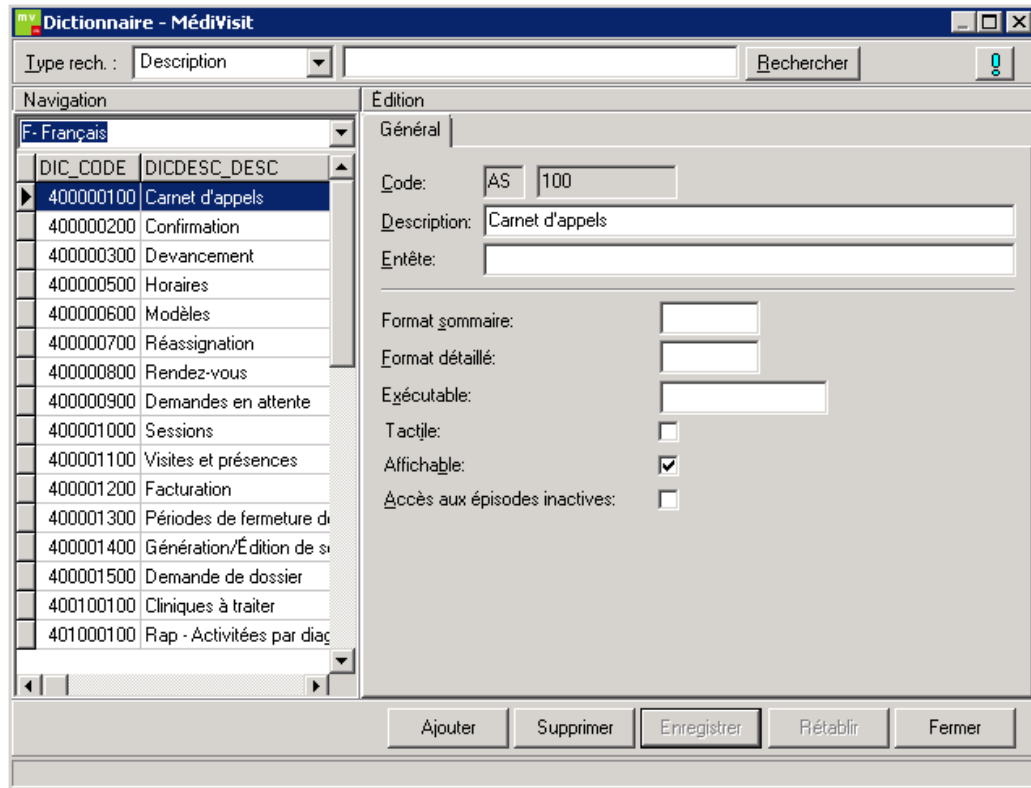 mv Dictionnaire - MédiVisit
Type rech. : Description Rechercher
Navigation
F- Français
DIC_CODE DICDESC_DESC
400000100 Carnet d'appels
400000200 Confirmation
400000300 Devancement
400000500 Horaires
400000600 Modèles
400000700 Réassignation
400000800 Rendez-vous
400000900 Demandes en attente
400001000 Sessions
400001100 Visites et présences
400001200 Facturation
400001300 Périodes de fermeture d
400001400 Génération/Édition de s
400001500 Demande de dossier
400100100 Cliniques à traiter
401000100 Rap - Activitées par diag
Édition
Général
Code: AS 100
Description: Carnet d'appels
Entête:
Format sommaire:
Format détaillé:
Exécutable:
Tactile:
Affichable:
Accès aux épisodes inactives:
Ajouter Supprimer Enregistrer Rétablir Fermer